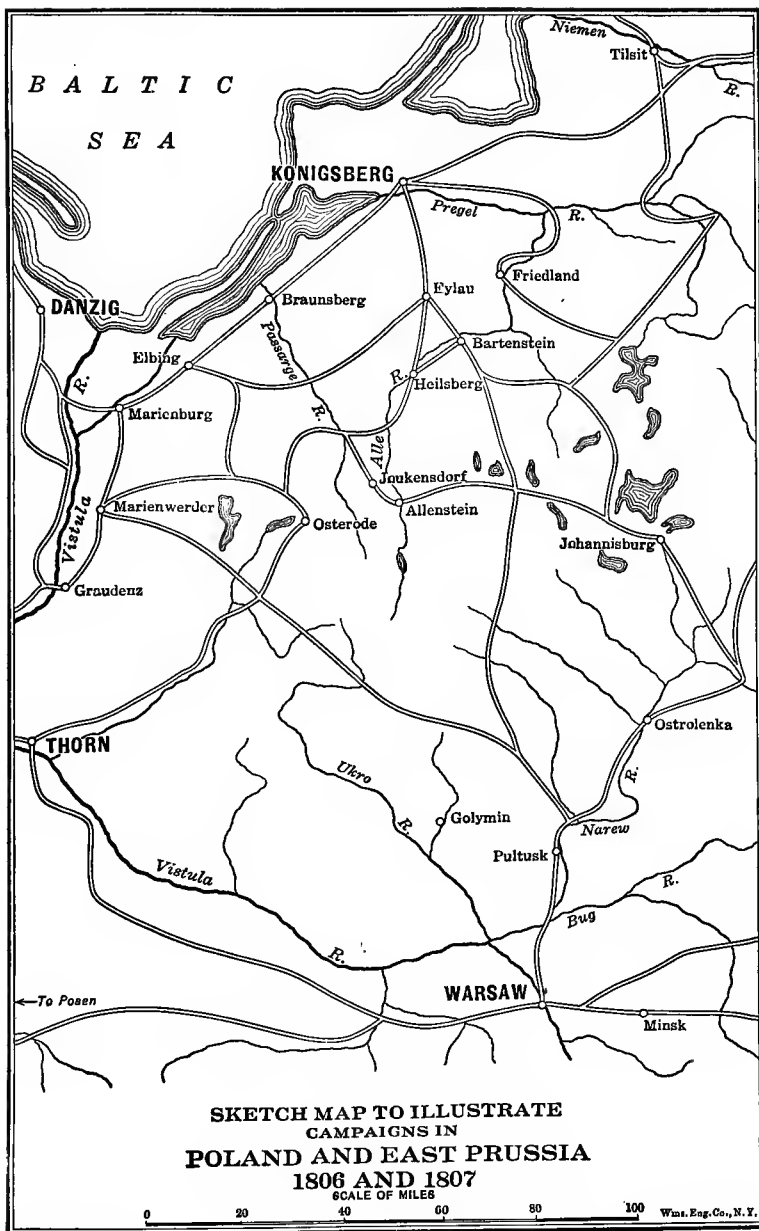 Niemen
Tilsit
R.
BALTIC
SEA
KONIGSBERG
Pregel
R.
Friedland
DANZIG
Braunsberg
Eylau
Passarge
Bartenstein
Elbing
R.
R.
Heilsberg
Marienburg
R.
Alle
Joukensdorf
Vistula
Marienwerder
Allenstein
Osterode
Johannisburg
Graudenz
Ostrolenka
THORN
Ukro
R.
R.
Golymin
Narew
Pultusk
Vistula
R.
Bug
R.
WARSAW
←To Posen
Minsk
SKETCH MAP TO ILLUSTRATE
CAMPAIGNS IN
POLAND AND EAST PRUSSIA
1806 AND 1807
SCALE OF MILES
0 20 40 60 80 100
Wms. Eng. Co., N. Y.